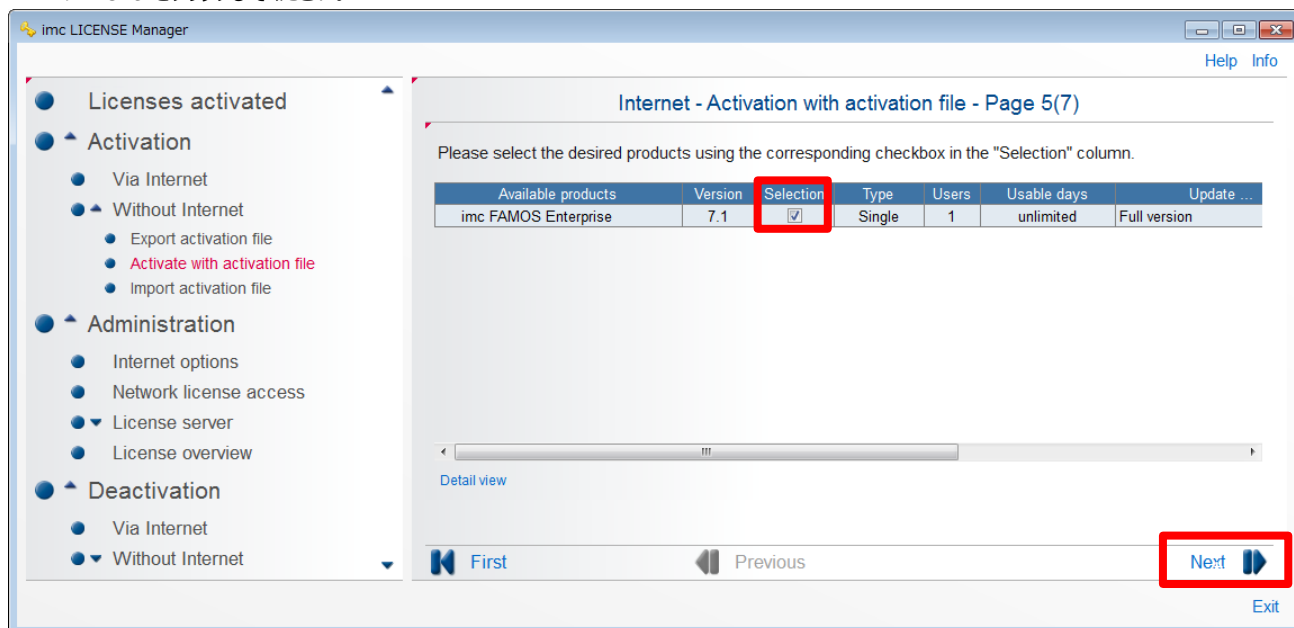 imc LICENSE Manager
Help Info
Licenses activated
Activation
Via Internet
Without Internet
Export activation file
Activate with activation file
Import activation file
Administration
Internet options
Network license access
License server
License overview
Deactivation
Via Internet
Without Internet
Internet - Activation with activation file - Page 5(7)
Please select the desired products using the corresponding checkbox in the "Selection" column.
Available products Version Selection Type Users Usable days Update ...
imc FAMOS Enterprise 7.1 Single 1 unlimited Full version
Detail view
First Previous Next
Exit